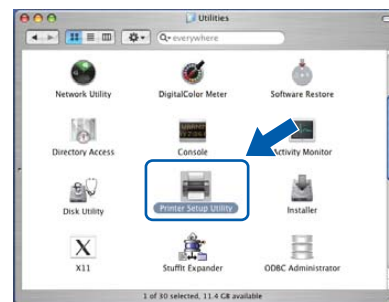 Utilities
everywhere
Network Utility
DigitalColor Meter
Software Restore
Directory Access
Console
Activity Monitor
Disk Utility
Printer Setup Utility
Installer
X11
StuffIt Expander
ODBC Administrator
1 of 30 selected, 11.4 GB available